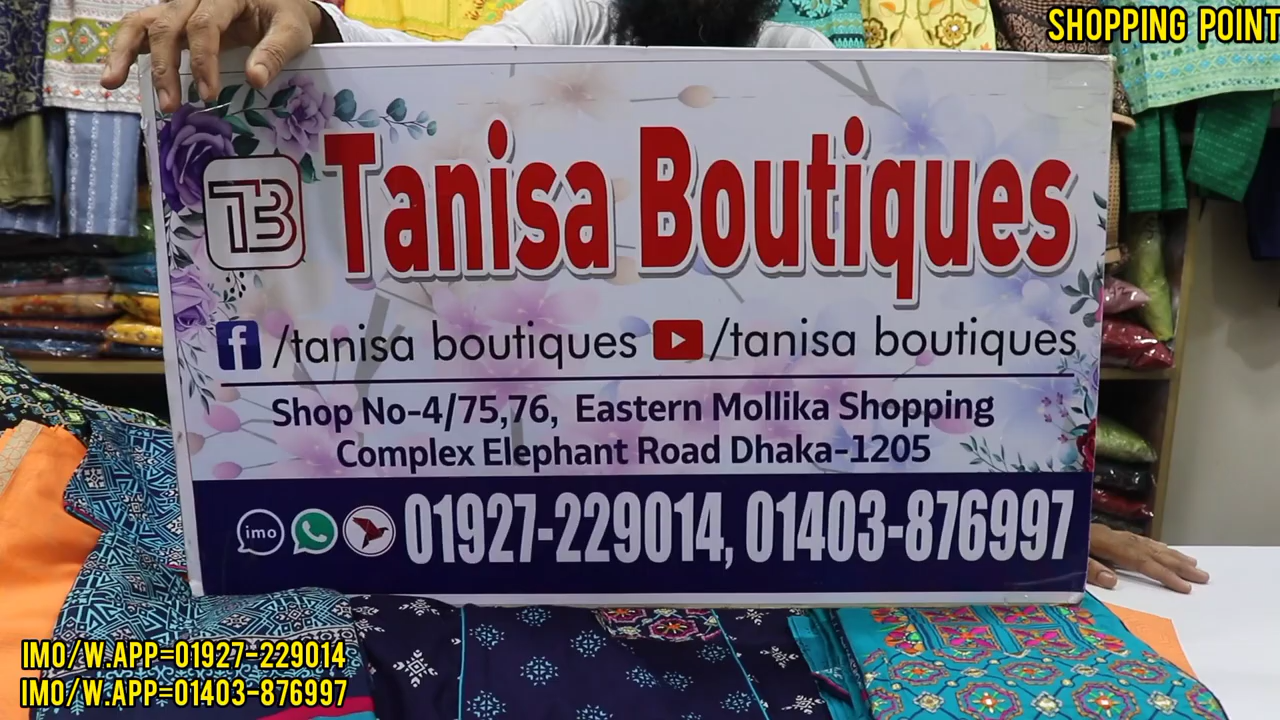 SHOPPING POINT
TB Tanisa Boutiques
f /tanisa boutiques /tanisa boutiques
Shop No-4/75,76, Eastern Mollika Shopping
Complex Elephant Road Dhaka-1205
imo 01927-229014, 01403-876997
IMO/W.APP=01927-229014
IMO/W.APP=01403-876997